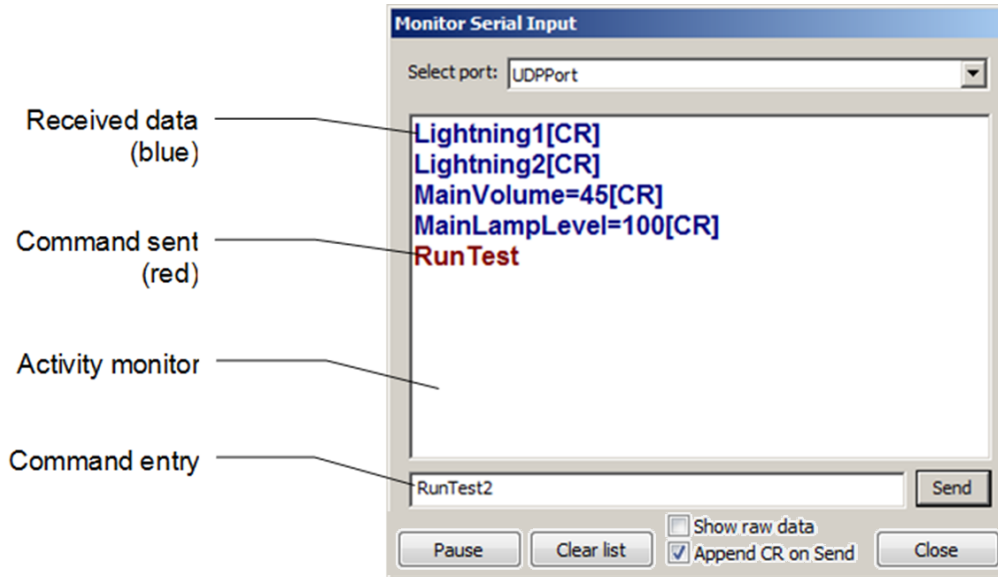 Monitor Serial Input
Select port: UDPPort
Received data
(blue)
Lightning1[CR]
Lightning2[CR]
MainVolume=45[CR]
MainLampLevel=100[CR]
Command sent
(red)
RunTest
Activity monitor
Command entry
RunTest2
Send
Show raw data
Pause
Clear list
Append CR on Send
Close